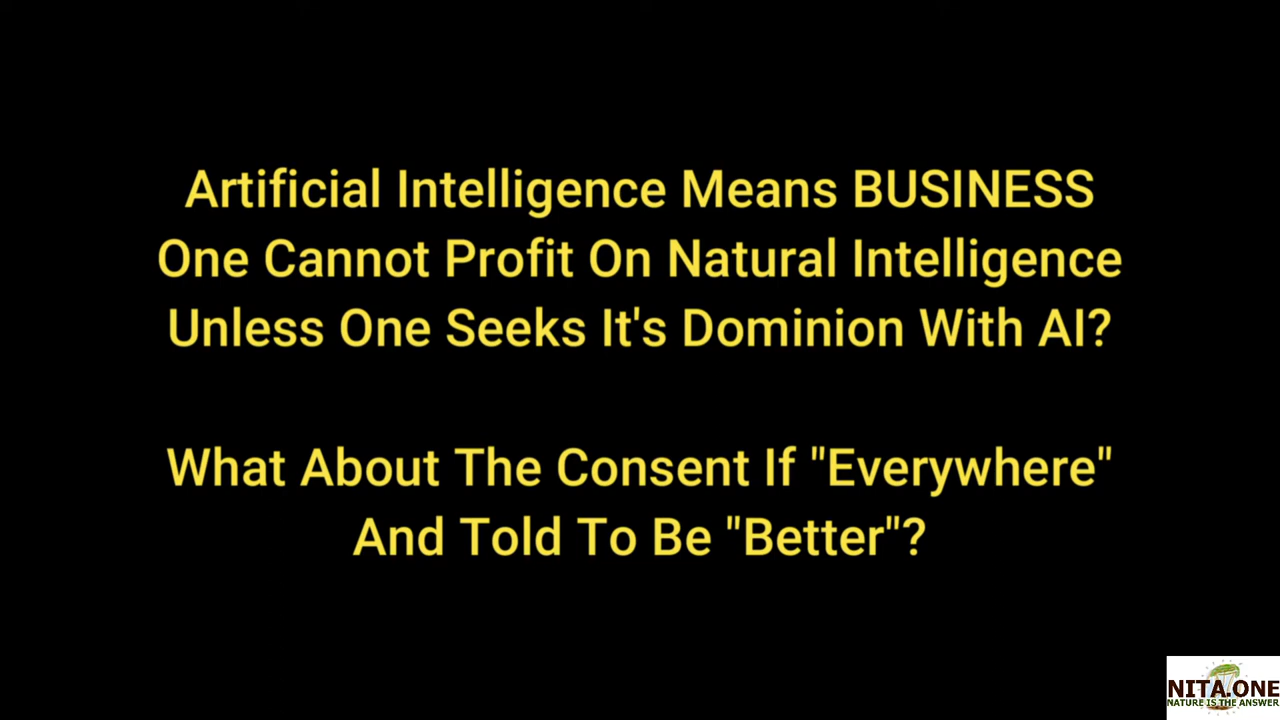 Artificial Intelligence Means BUSINESS
One Cannot Profit On Natural Intelligence
Unless One Seeks It's Dominion With AI?
What About The Consent If "Everywhere"
And Told To Be "Better"?
NITA.ONE
NATURE IS THE ANSWER